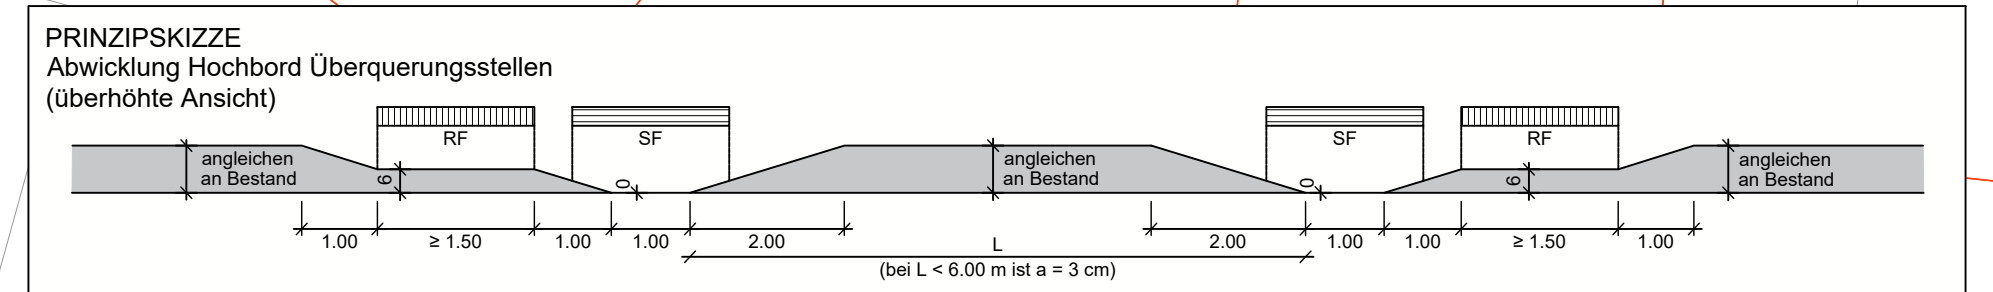 PRINZIPSKIZZE
Abwicklung Hochbord Überquerungsstellen
(überhöhte Ansicht)
RF
SF
SF
RF
angleichen
an Bestand
6
0
angleichen
an Bestand
0
6
angleichen
an Bestand
1.00
≥ 1.50
1.00
1.00
2.00
L
2.00
1.00
1.00
≥ 1.50
1.00
(bei L < 6.00 m ist a = 3 cm)